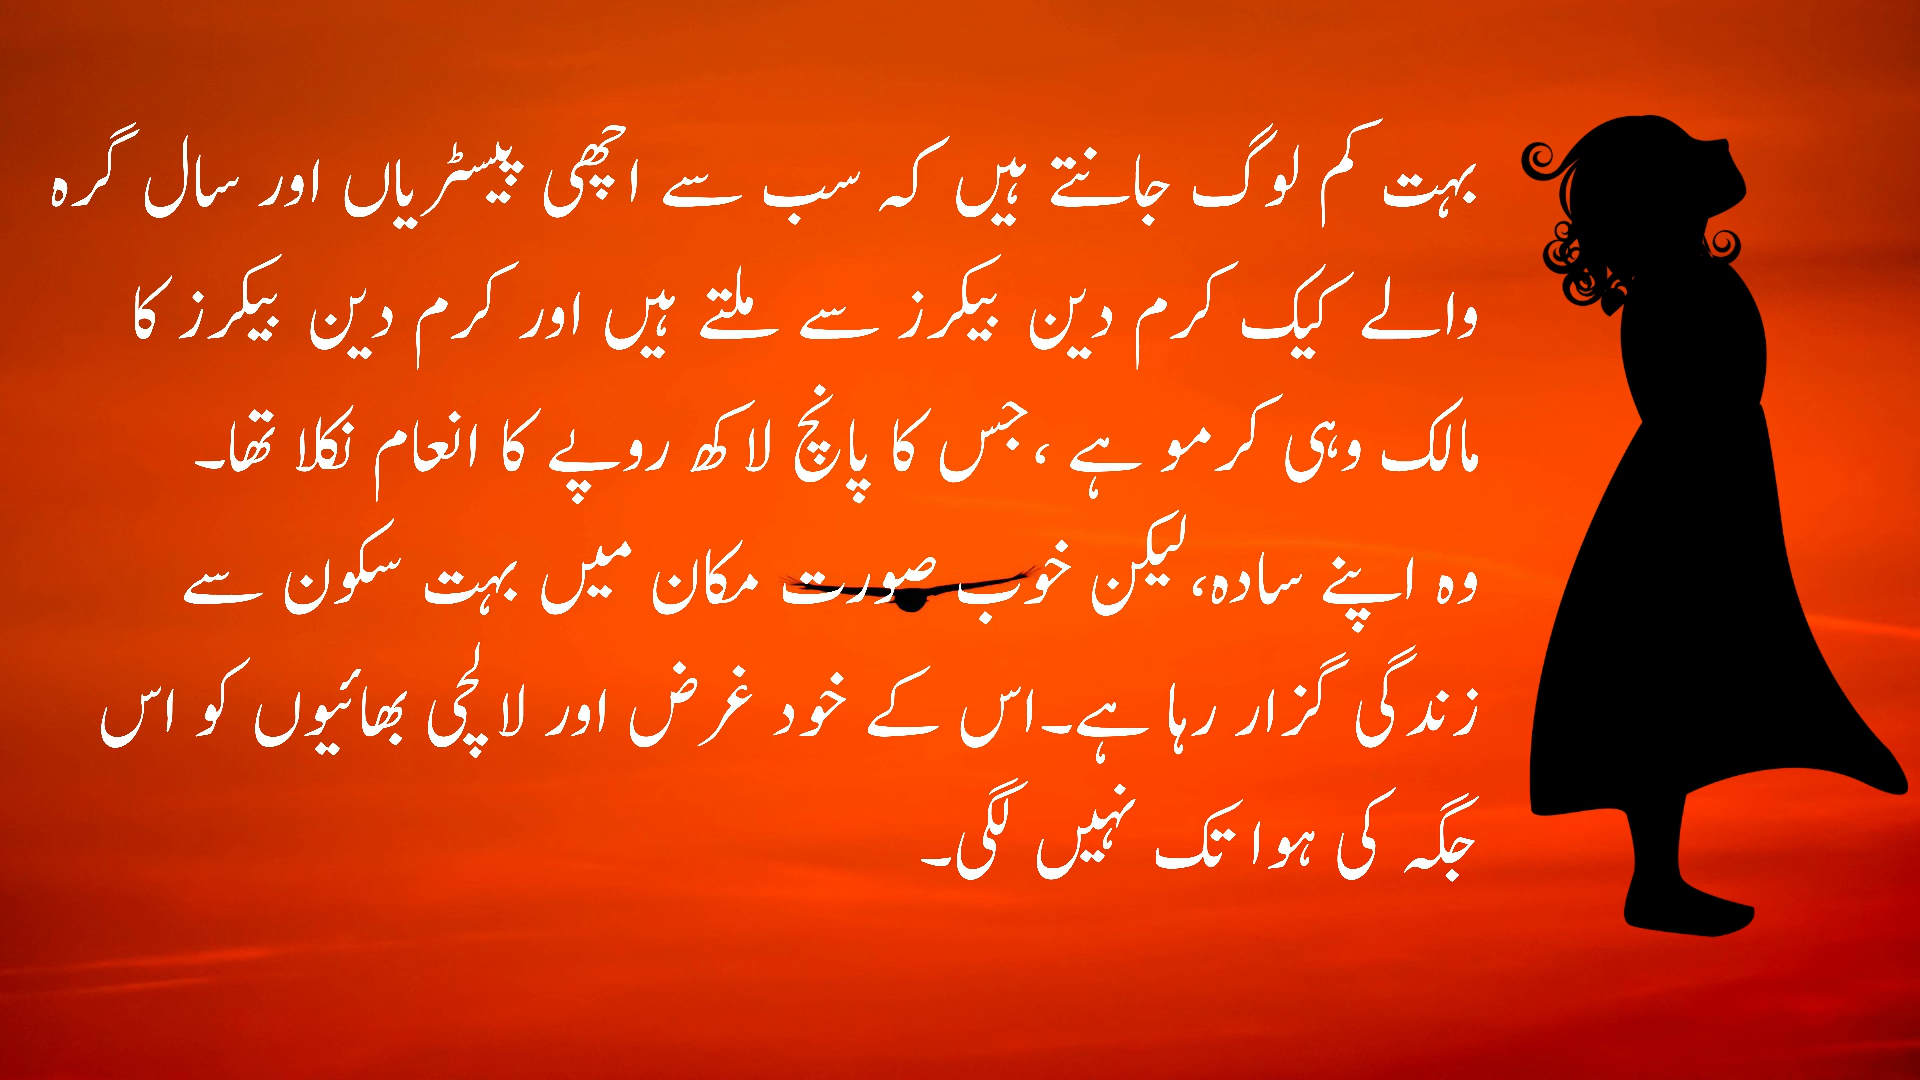 بہت کم لوگ جانتے ہیں کہ سب سے اچھی پیسٹریاں اور سال گرہ
والے کیک کرم دین بیکرز سے ملتے ہیں اور کرم دین بیکرز کا
مالک وہی کرمو ہے ،جس کا پانچ لاکھ روپے کا انعام نکلا تھا۔
وہ اپنے سادہ،لیکن خوب صورت مکان میں بہت سکون سے
زندگی گزار رہا ہے۔اس کے خود غرض اور لالچی بھائیوں کو اس
جگہ کی ہوا تک نہیں لگی۔